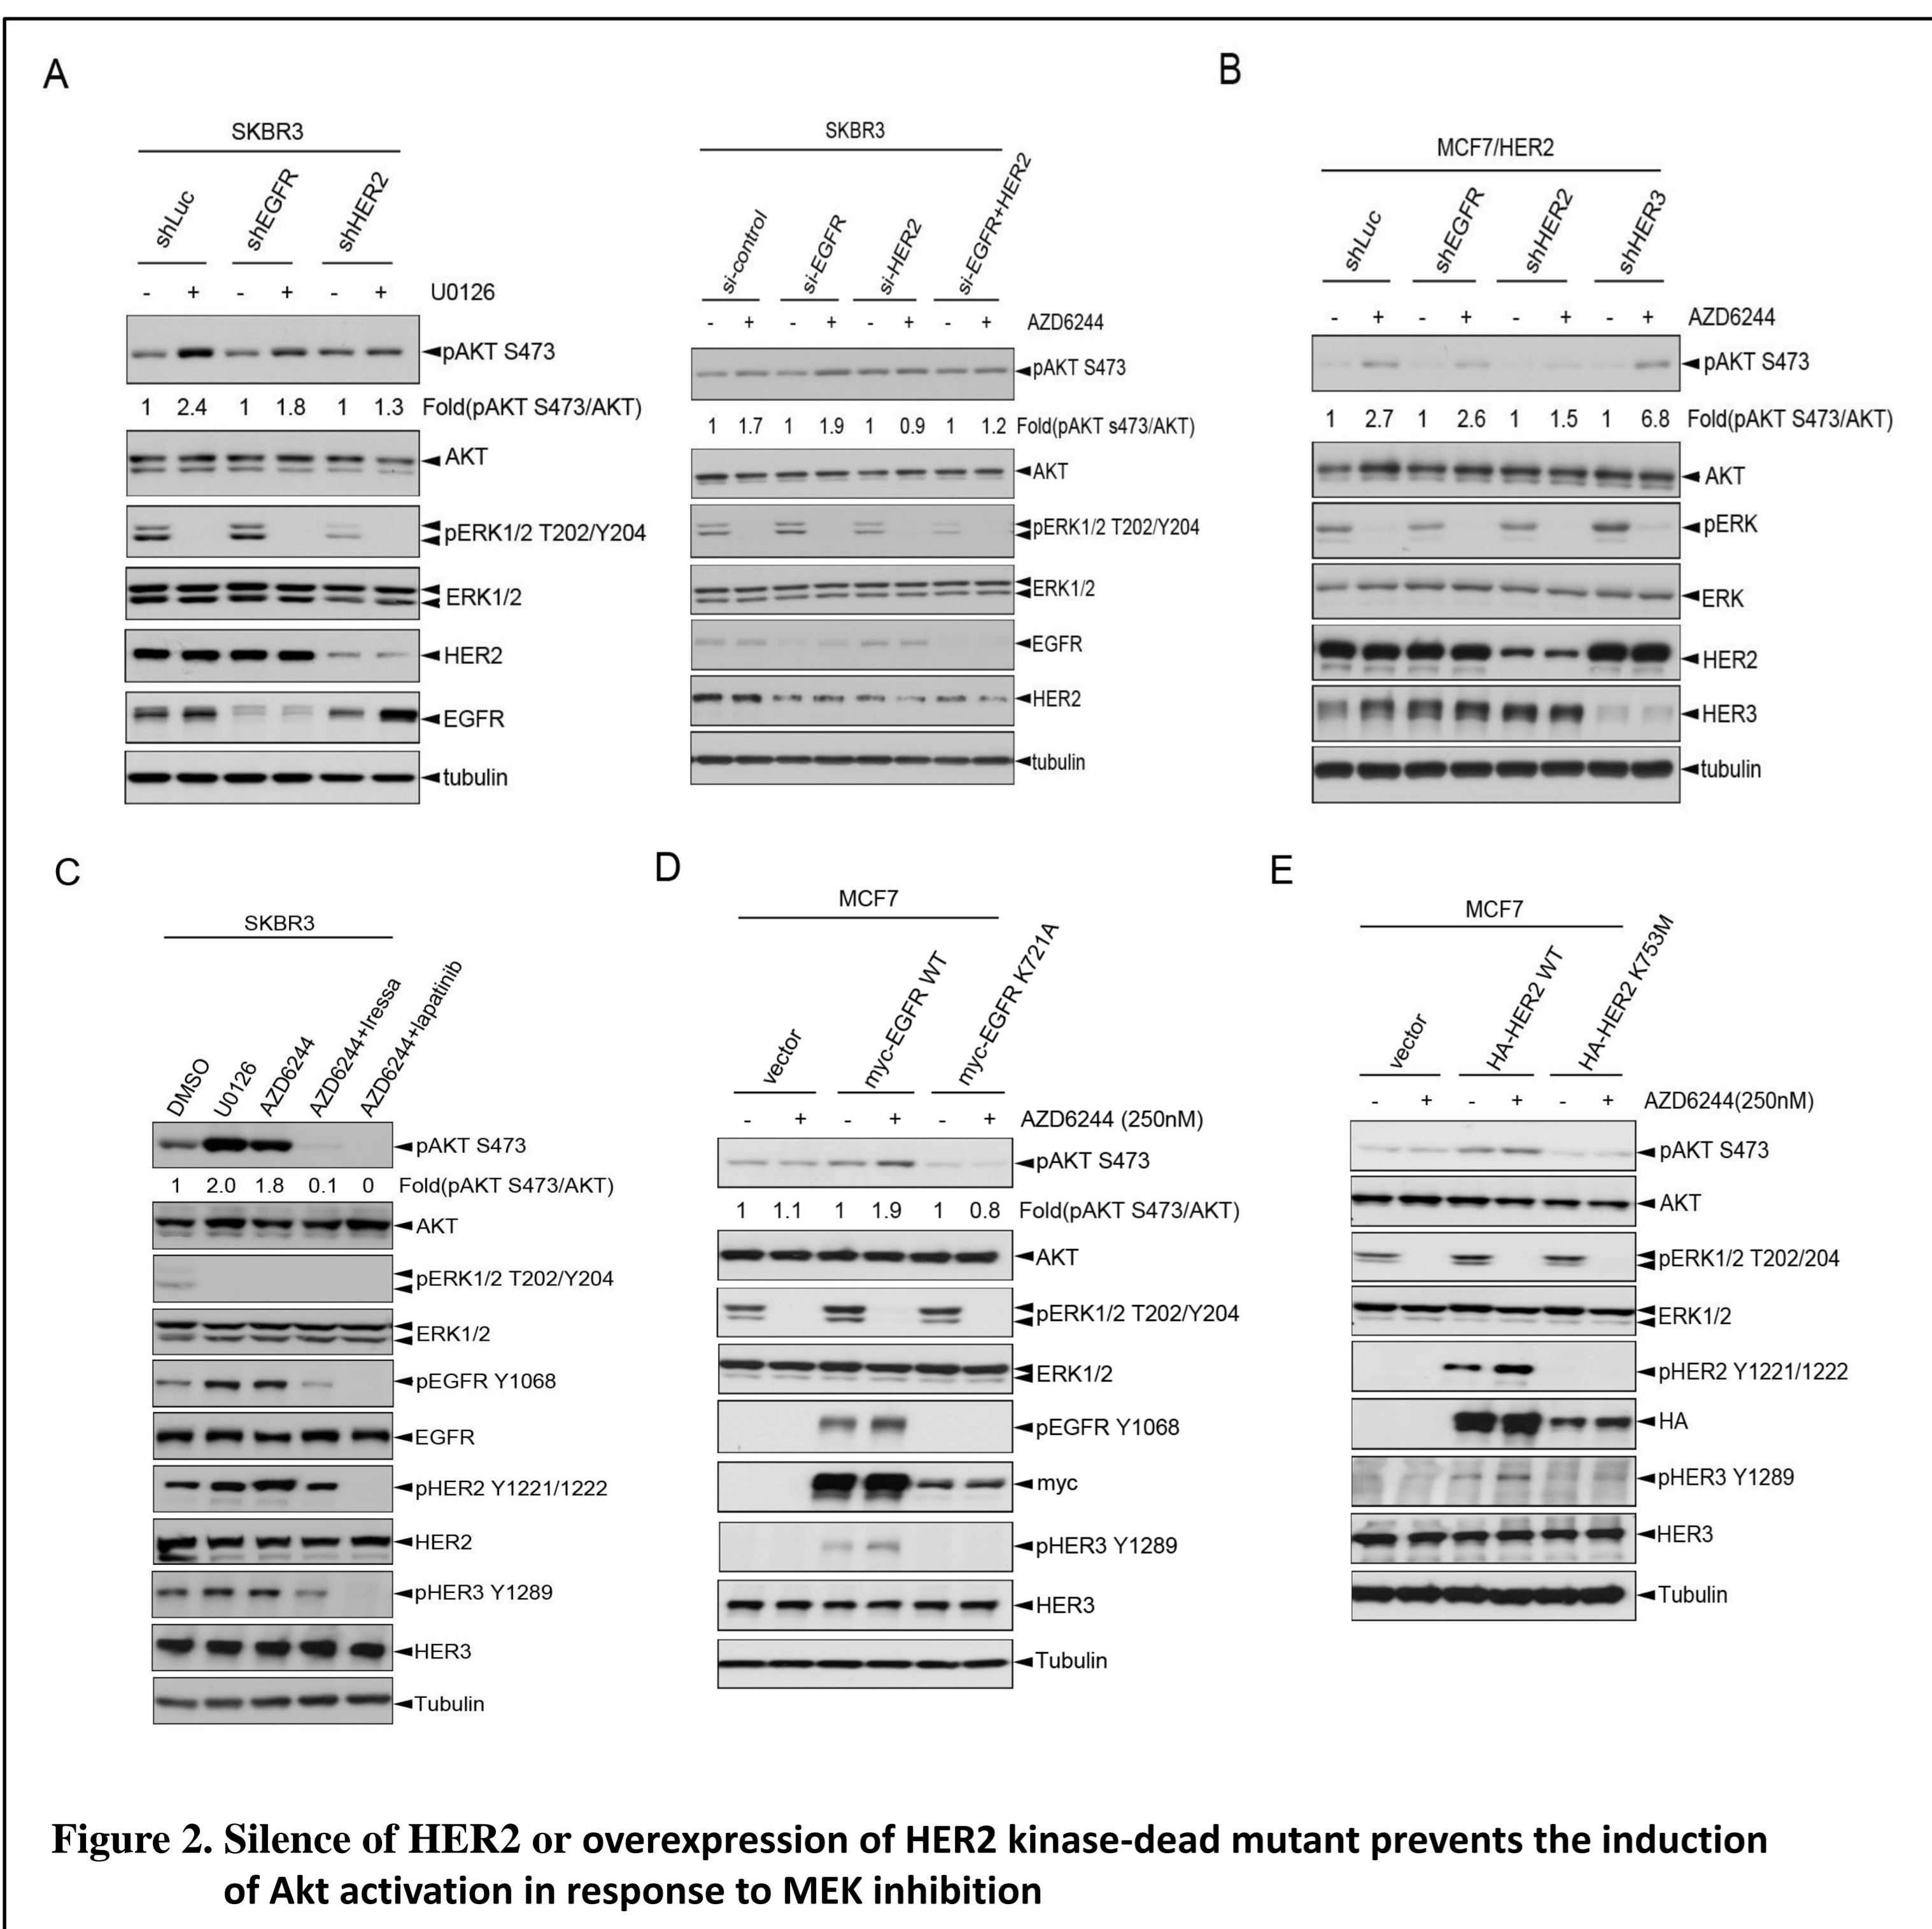 A
SKBR3
shLuc
shEGFR
shHER2
- + - + - + U0126
◄pAKT S473
1 2.4 1 1.8 1 1.3 Fold(pAKT S473/AKT)
◄AKT
◄pERK1/2 T202/Y204
◄ERK1/2
◄HER2
◄EGFR
◄tubulin
SKBR3
si-control
si-EGFR
si-HER2
si-EGFR+HER2
- + - + - + - + AZD6244
◄pAKT S473
1 1.7 1 1.9 1 0.9 1 1.2 Fold(pAKT s473/AKT)
◄AKT
◄pERK1/2 T202/Y204
◄ERK1/2
◄EGFR
◄HER2
◄tubulin
B
MCF7/HER2
shLuc
shEGFR
shHER2
shHER3
- + - + - + - + AZD6244
◄pAKT S473
1 2.7 1 2.6 1 1.5 1 6.8 Fold(pAKT S473/AKT)
◄AKT
◄pERK
◄ERK
◄HER2
◄HER3
◄tubulin
C
SKBR3
DMSO
U0126
AZD6244
AZD6244+Iressa
AZD6244+lapatinib
◄pAKT S473
1 2.0 1.8 0.1 0 Fold(pAKT S473/AKT)
◄AKT
◄pERK1/2 T202/Y204
◄ERK1/2
◄pEGFR Y1068
◄EGFR
◄pHER2 Y1221/1222
◄HER2
◄pHER3 Y1289
◄HER3
◄Tubulin
D
MCF7
vector
myc-EGFR WT
myc-EGFR K721A
- + - + - + AZD6244 (250nM)
◄pAKT S473
1 1.1 1 1.9 1 0.8 Fold(pAKT S473/AKT)
◄AKT
◄pERK1/2 T202/Y204
◄ERK1/2
◄pEGFR Y1068
◄myc
◄pHER3 Y1289
◄HER3
◄Tubulin
E
MCF7
vector
HA-HER2 WT
HA-HER2 K753M
- + - + - + AZD6244(250nM)
◄pAKT S473
◄AKT
◄pERK1/2 T202/204
◄ERK1/2
◄pHER2 Y1221/1222
◄HA
◄pHER3 Y1289
◄HER3
◄Tubulin
Figure 2. Silence of HER2 or overexpression of HER2 kinase-dead mutant prevents the induction
of Akt activation in response to MEK inhibition